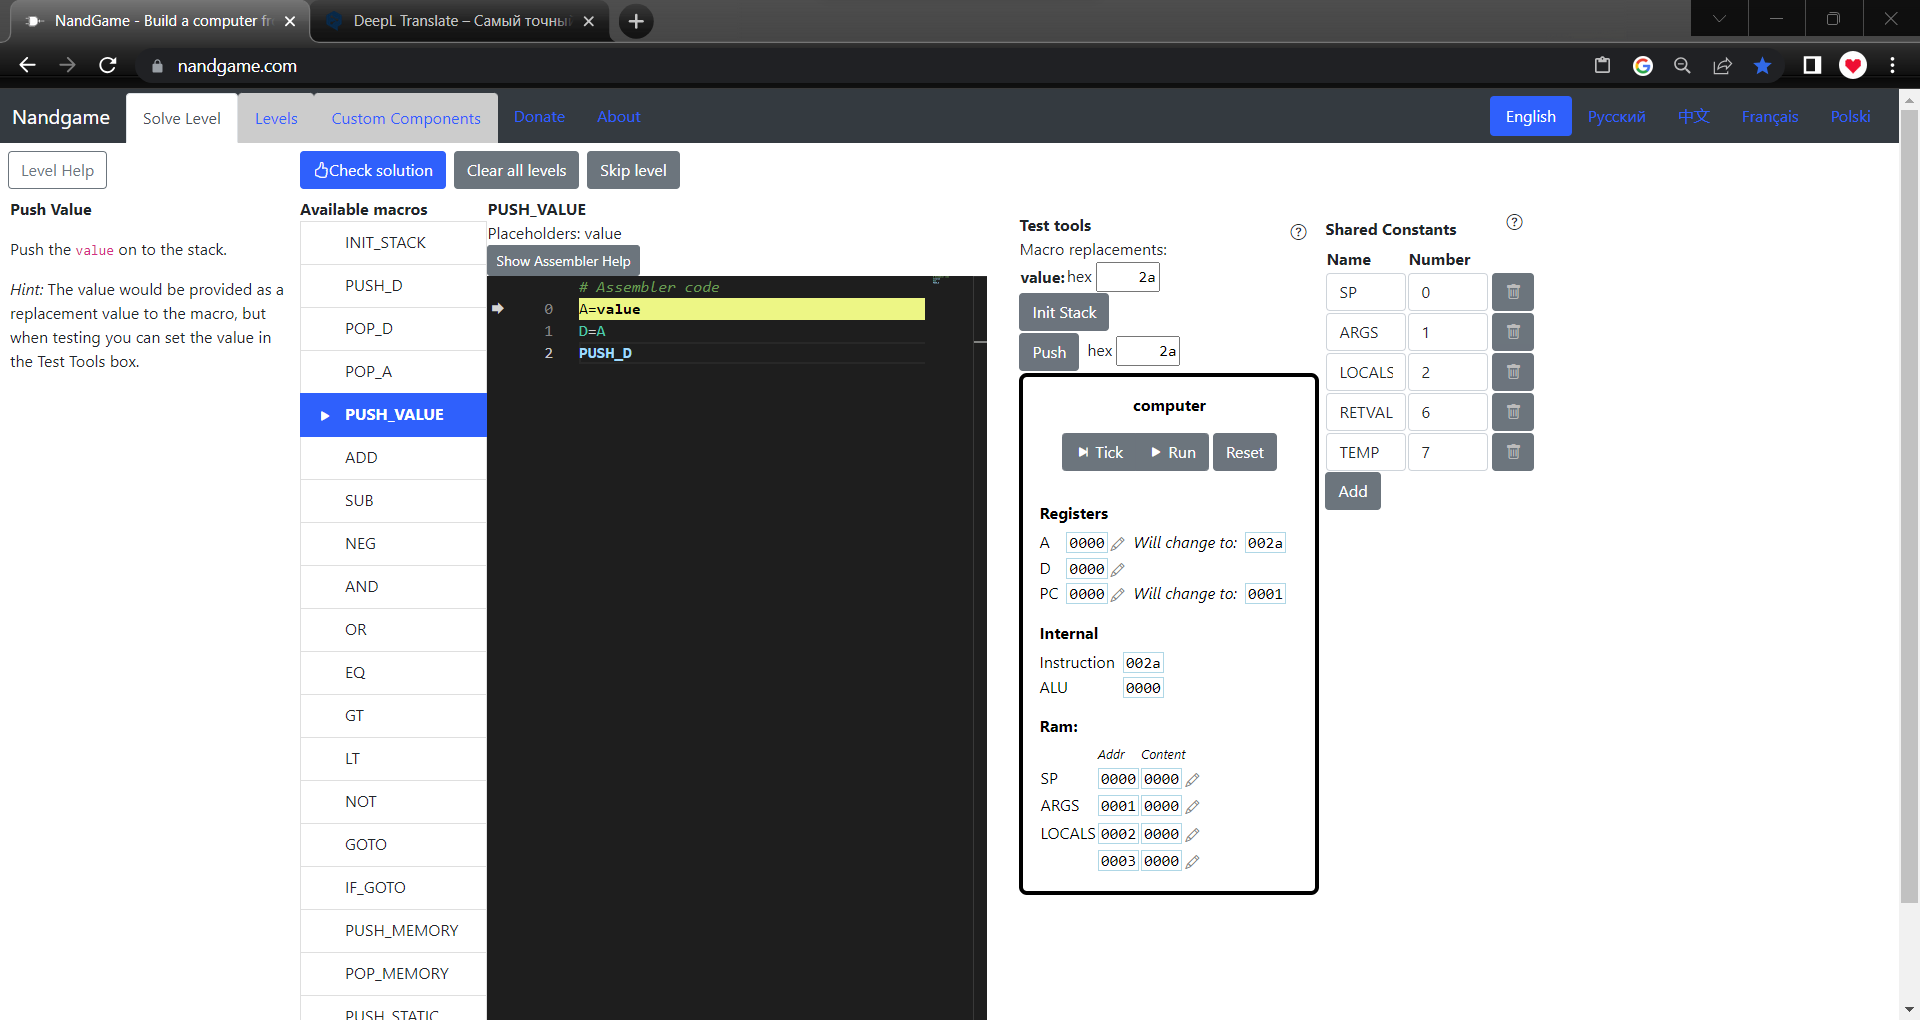 NandGame - Build a computer fr
DeepL Translate – Самый точны
nandgame.com
Nandgame
Solve Level
Levels
Custom Components
Donate
About
English
Русский
中文
Français
Polski
Level Help
Check solution
Clear all levels
Skip level
Push Value
Push the value on to the stack.
Hint: The value would be provided as a
replacement value to the macro, but
when testing you can set the value in
the Test Tools box.
Available macros
INIT_STACK
PUSH_D
POP_D
POP_A
PUSH_VALUE
ADD
SUB
NEG
AND
OR
EQ
GT
LT
NOT
GOTO
IF_GOTO
PUSH_MEMORY
POP_MEMORY
PUSH_STATIC
PUSH_VALUE
Placeholders: value
Show Assembler Help
# Assembler code
0 A=value
1 D=A
2 PUSH_D
Test tools
Macro replacements:
value: hex 2a
Init Stack
Push hex 2a
computer
Tick Run Reset
Registers
A 0000 Will change to: 002a
D 0000
PC 0000 Will change to: 0001
Internal
Instruction 002a
ALU 0000
Ram:
Addr Content
SP 0000 0000
ARGS 0001 0000
LOCALS 0002 0000
0003 0000
Shared Constants
Name Number
SP 0
ARGS 1
LOCALS 2
RETVAL 6
TEMP 7
Add